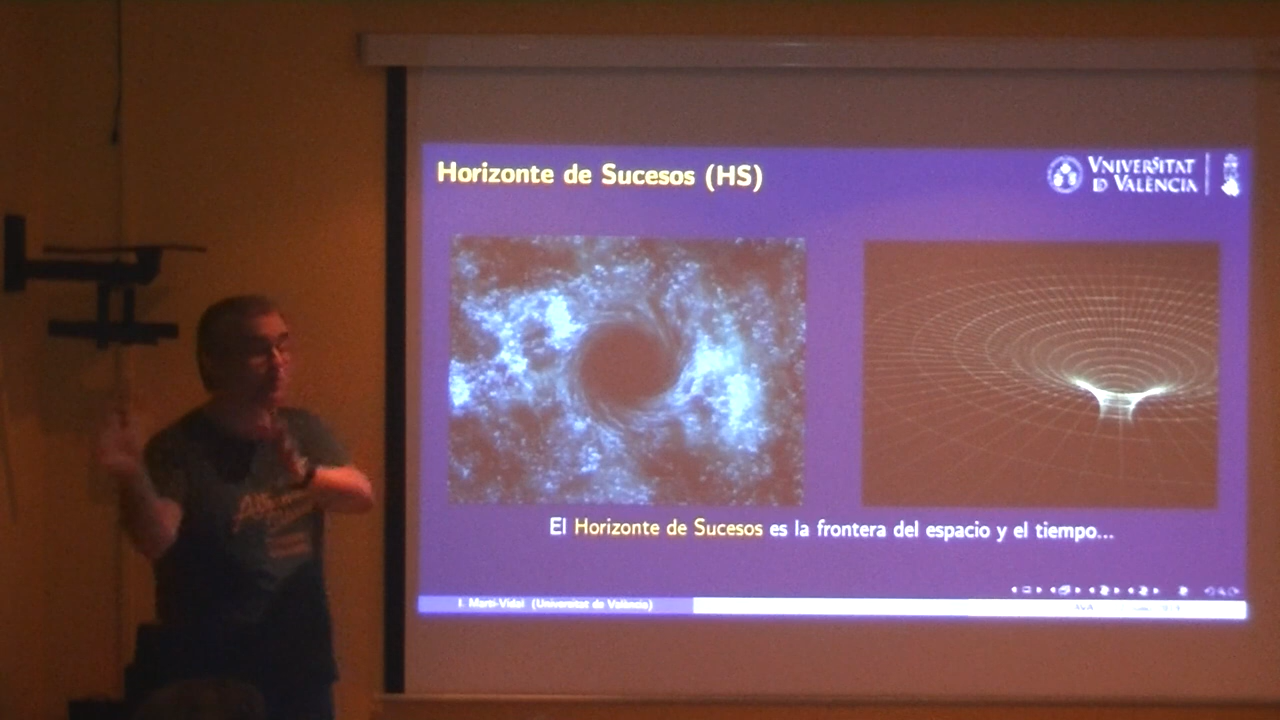 Horizonte de Sucesos (HS)
VNIVERSITAT
ID VALÈNCIA
El Horizonte de Sucesos es la frontera del espacio y el tiempo...
I. Martí-Vidal (Universitat de València)